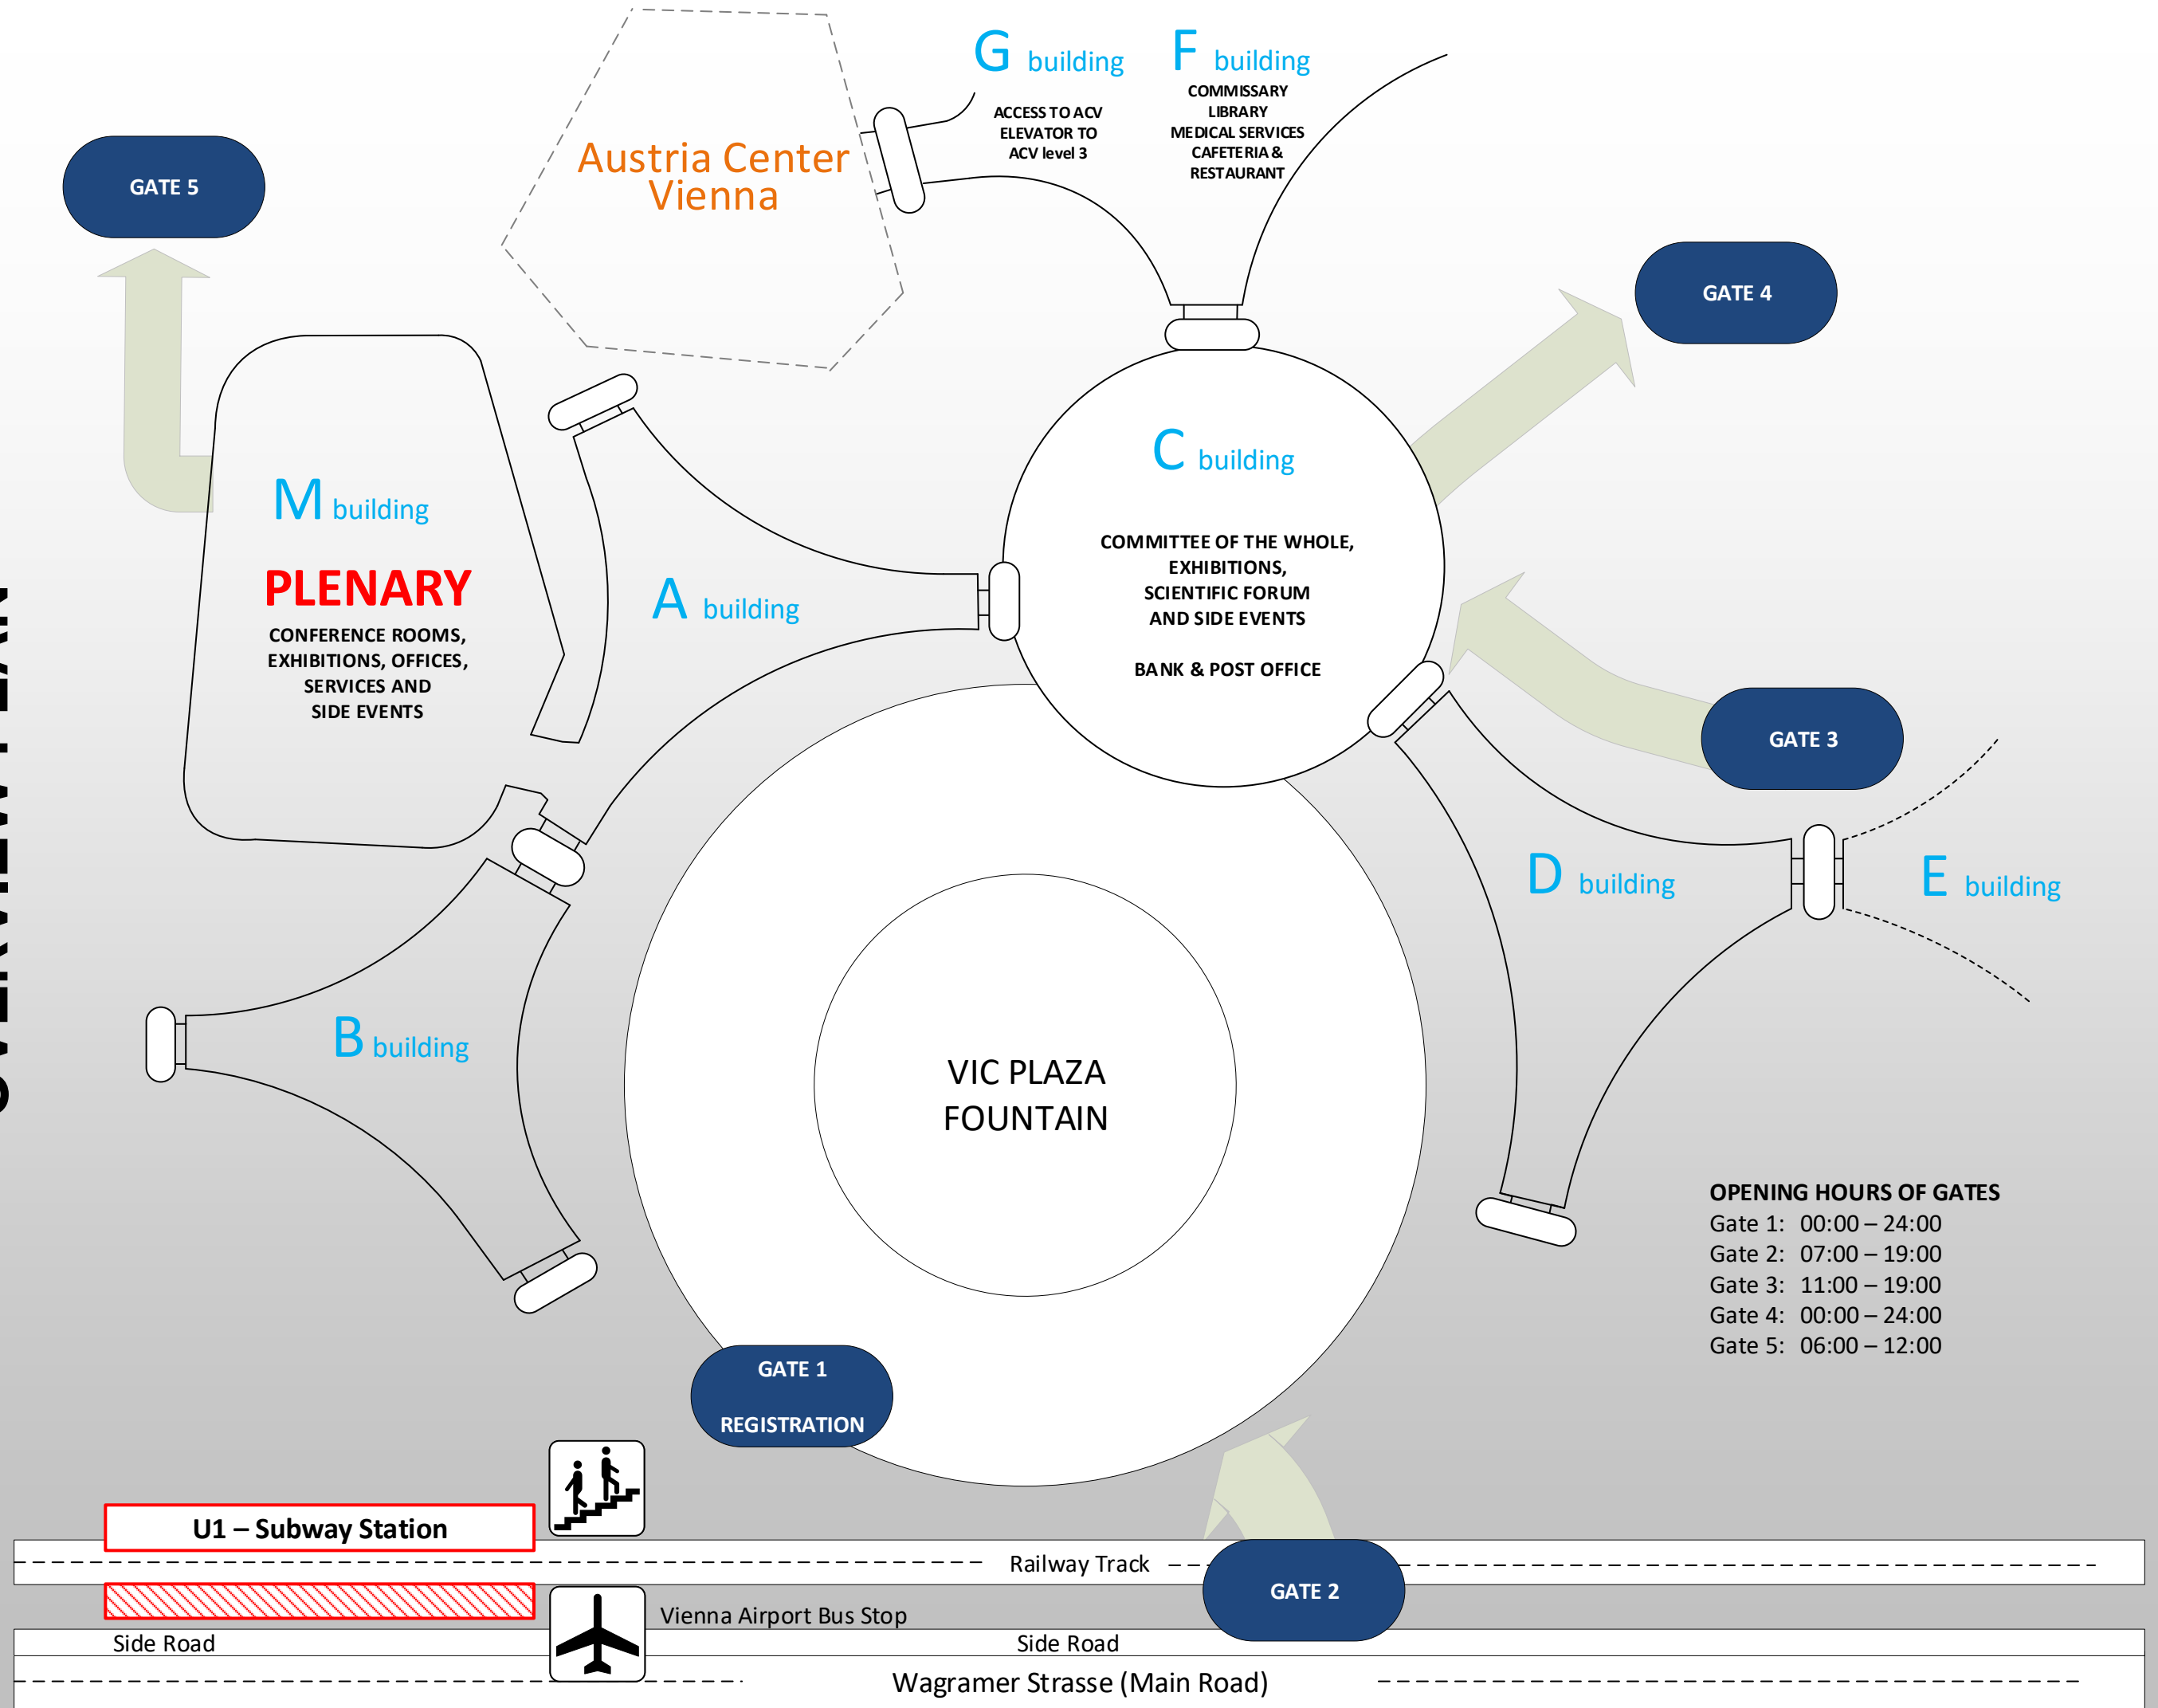 G building
ACCESS TO ACV
ELEVATOR TO
ACV level 3
F building
COMMISSARY
LIBRARY
MEDICAL SERVICES
CAFETERIA &
RESTAURANT
Austria Center
Vienna
GATE 5
GATE 4
C building
COMMITTEE OF THE WHOLE,
EXHIBITIONS,
SCIENTIFIC FORUM
AND SIDE EVENTS
BANK & POST OFFICE
M building
PLENARY
CONFERENCE ROOMS,
EXHIBITIONS, OFFICES,
SERVICES AND
SIDE EVENTS
A building
GATE 3
D building
E building
B building
VIC PLAZA
FOUNTAIN
OPENING HOURS OF GATES
Gate 1: 00:00 – 24:00
Gate 2: 07:00 – 19:00
Gate 3: 11:00 – 19:00
Gate 4: 00:00 – 24:00
Gate 5: 06:00 – 12:00
GATE 1
REGISTRATION
U1 – Subway Station
Railway Track
GATE 2
Vienna Airport Bus Stop
Side Road
Side Road
Wagramer Strasse (Main Road)